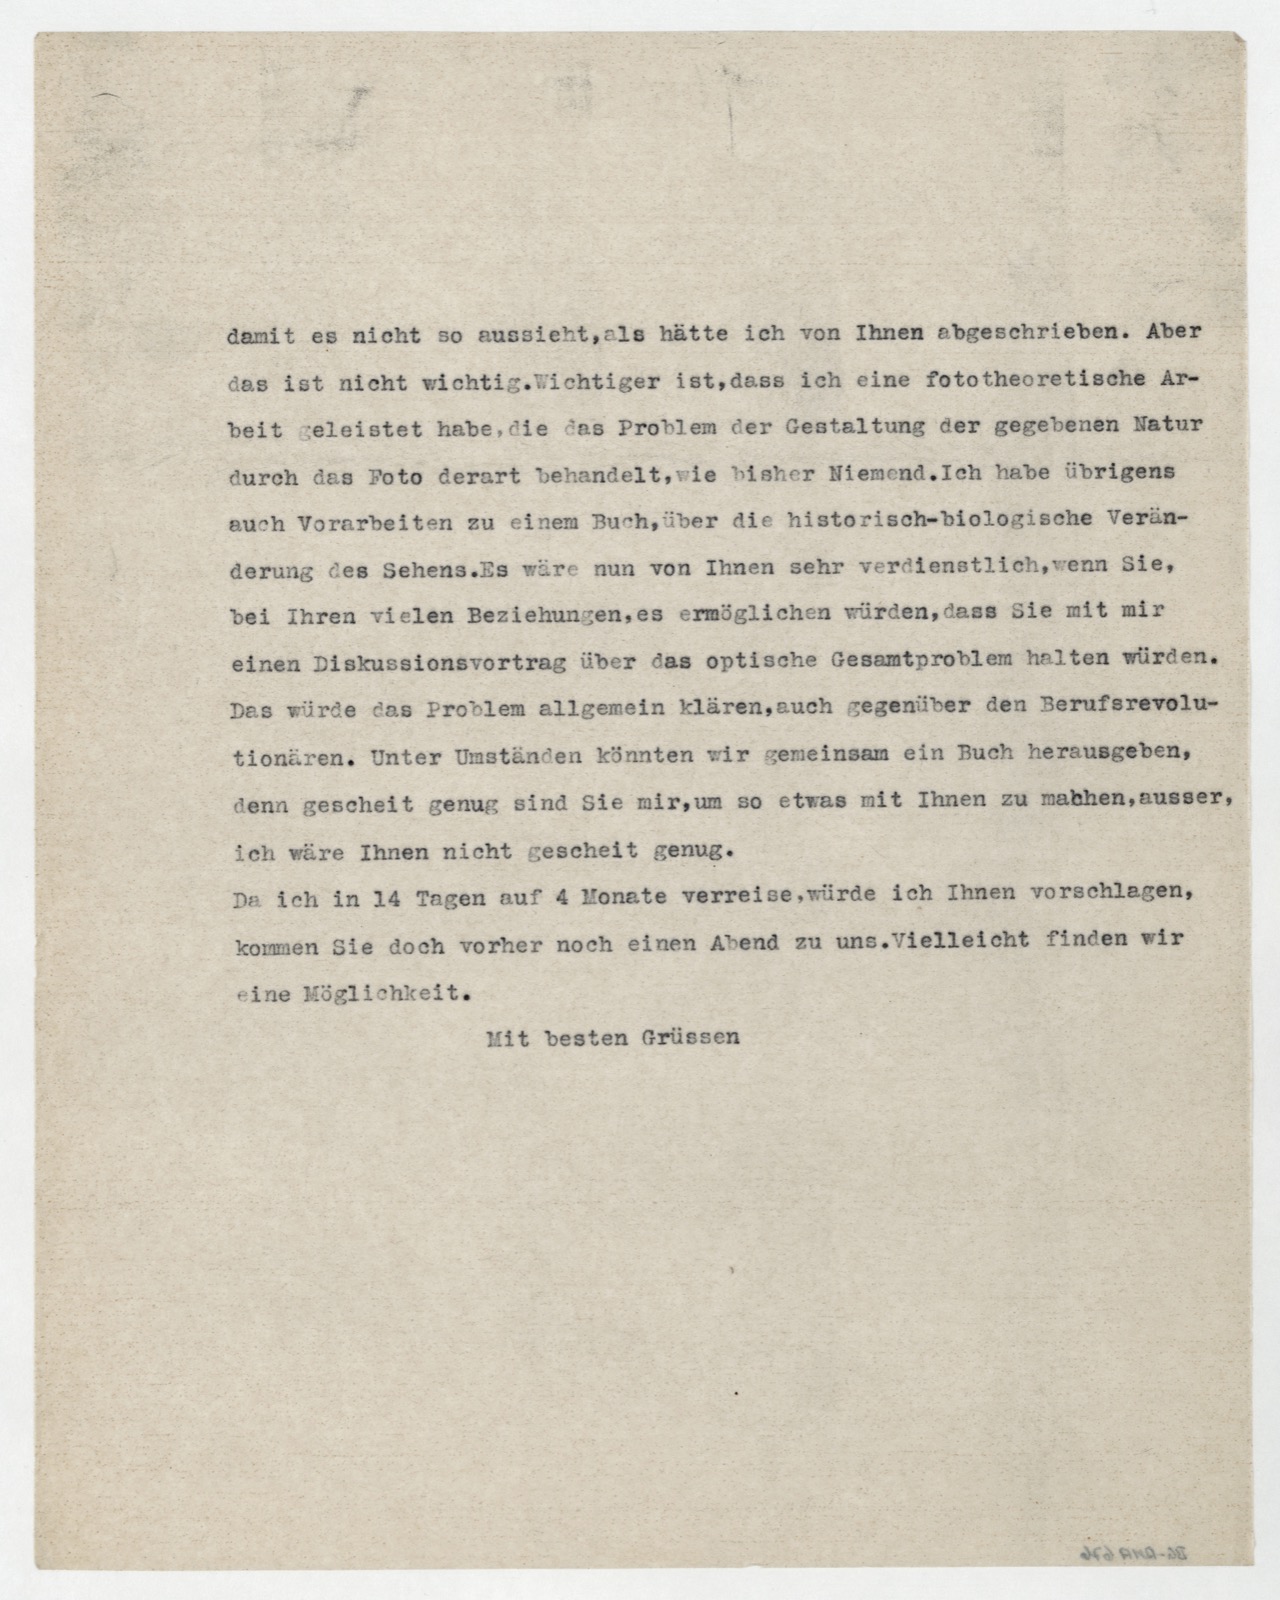 damit es nicht so aussieht,als hätte ich von Ihnen abgeschrieben. Aber
das ist nicht wichtig.Wichtiger ist,dass ich eine fototheoretische Ar-
beit geleistet habe,die das Problem der Gestaltung der gegebenen Natur
durch das Foto derart behandelt,wie bisher Niemend.Ich habe übrigens
auch Vorarbeiten zu einem Buch,über die historisch-biologische Verän-
derung des Sehens.Es wäre nun von Ihnen sehr verdienstlich,wenn Sie,
bei Ihren vielen Beziehungen,es ermöglichen würden,dass Sie mit mir
einen Diskussionsvortrag über das optische Gesamtproblem halten würden.
Das würde das Problem allgemein klären,auch gegenüber den Berufsrevolu-
tionären. Unter Umständen könnten wir gemeinsam ein Buch herausgeben,
denn gescheit genug sind Sie mir,um so etwas mit Ihnen zu machen,ausser,
ich wäre Ihnen nicht gescheit genug.
Da ich in 14 Tagen auf 4 Monate verreise,würde ich Ihnen vorschlagen,
kommen Sie doch vorher noch einen Abend zu uns.Vielleicht finden wir
eine Möglichkeit.
Mit besten Grüssen